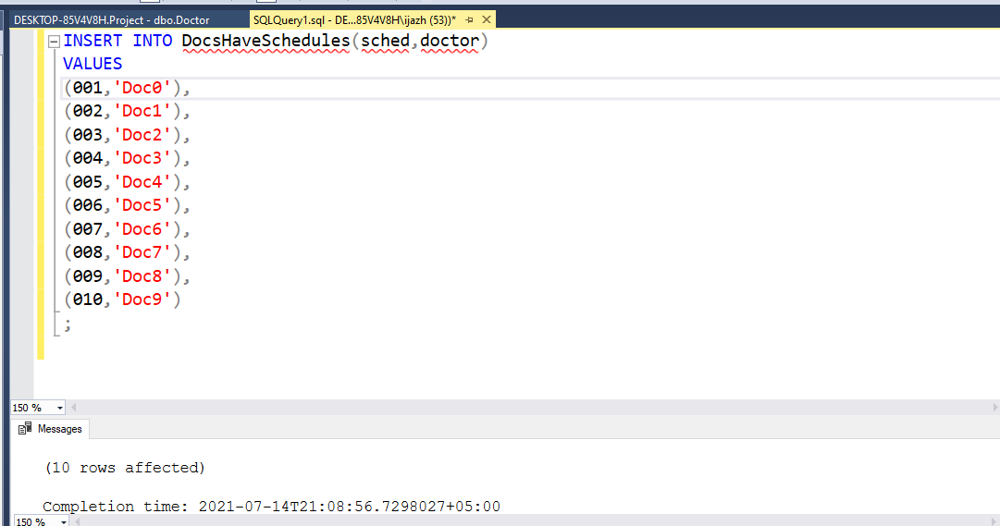 DESKTOP-85V4V8H.Project - dbo.Doctor
SQLQuery1.sql - DE...85V4V8H\ijazh (53))*
INSERT INTO DocsHaveSchedules(sched,doctor)
VALUES
(001,'Doc0'),
(002,'Doc1'),
(003,'Doc2'),
(004,'Doc3'),
(005,'Doc4'),
(006,'Doc5'),
(007,'Doc6'),
(008,'Doc7'),
(009,'Doc8'),
(010,'Doc9')
;
150 %
Messages
(10 rows affected)
Completion time: 2021-07-14T21:08:56.7298027+05:00
150 %